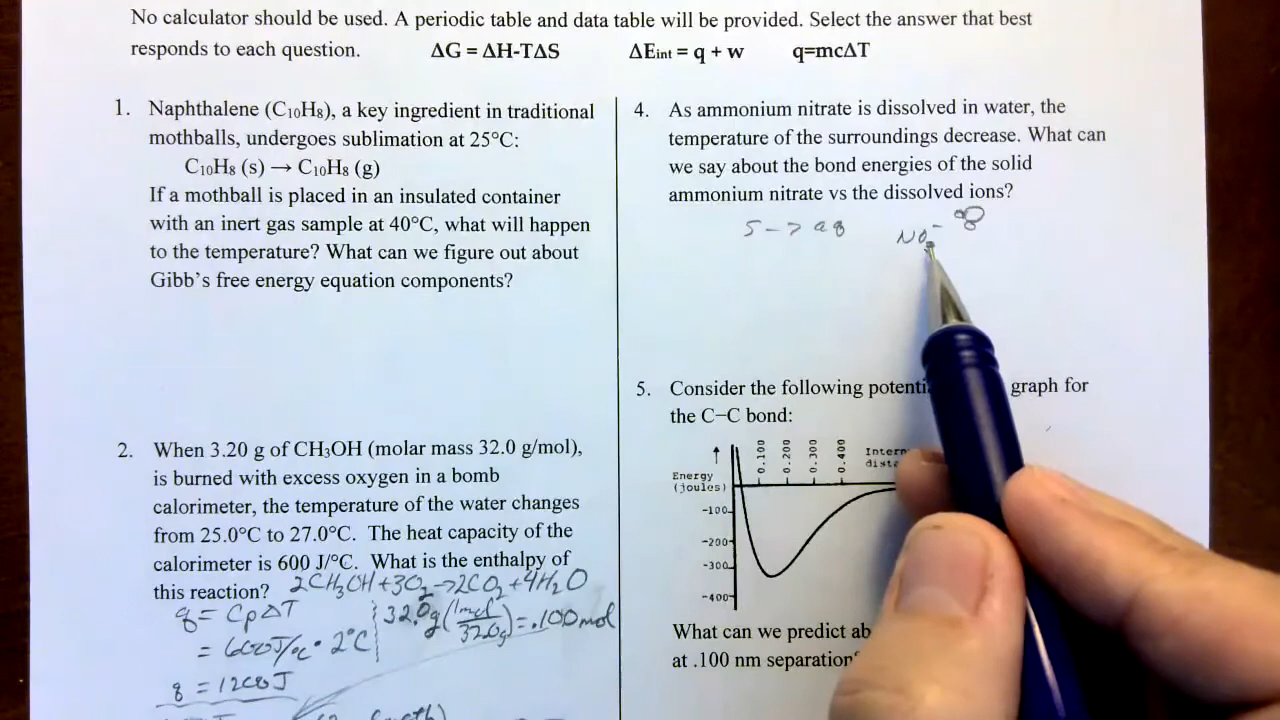 No calculator should be used. A periodic table and data table will be provided. Select the answer that best
responds to each question. ΔG = ΔH-TΔS ΔEint = q + w q=mcΔT
1. Naphthalene (C10H8), a key ingredient in traditional
mothballs, undergoes sublimation at 25°C:
C10H8 (s) → C10H8 (g)
If a mothball is placed in an insulated container
with an inert gas sample at 40°C, what will happen
to the temperature? What can we figure out about
Gibb's free energy equation components?
2. When 3.20 g of CH3OH (molar mass 32.0 g/mol),
is burned with excess oxygen in a bomb
calorimeter, the temperature of the water changes
from 25.0°C to 27.0°C. The heat capacity of the
calorimeter is 600 J/°C. What is the enthalpy of
this reaction? 2CH3OH+3O2→2CO2+4H2O
q = CpΔT
= 600J/°C · 2°C
q = 1200J
32.0g(1mol/32.0g)=.100mol
4. As ammonium nitrate is dissolved in water, the
temperature of the surroundings decrease. What can
we say about the bond energies of the solid
ammonium nitrate vs the dissolved ions?
S -> aq NO3-
5. Consider the following potenti graph for
the C−C bond:
0.100 0.200 0.300 0.400
Intern
dista
Energy
(joules)
-100
-200
-300
-400
What can we predict ab
at .100 nm separation